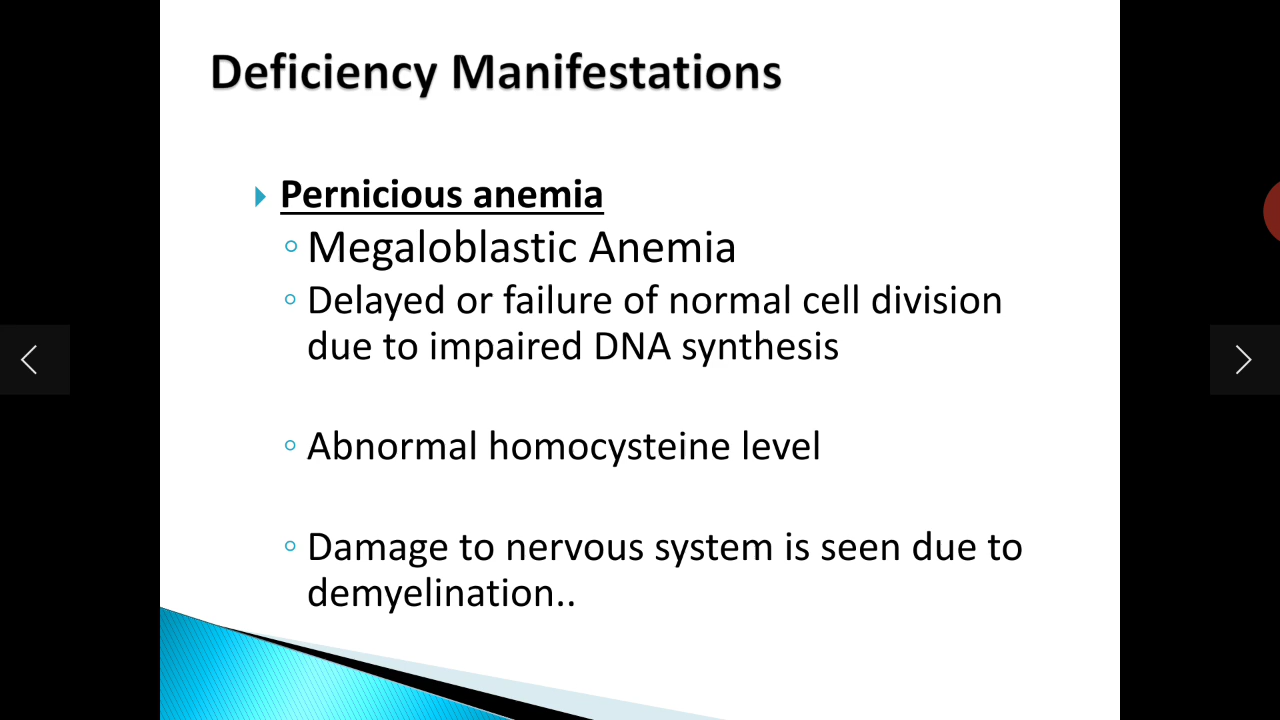 Deficiency Manifestations
Pernicious anemia
Megaloblastic Anemia
Delayed or failure of normal cell division
due to impaired DNA synthesis
Abnormal homocysteine level
Damage to nervous system is seen due to
demyelination..